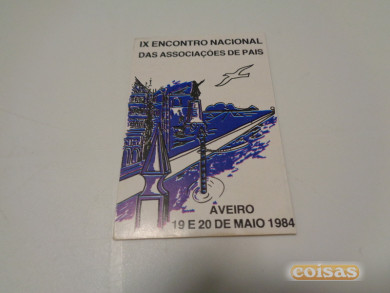 IX ENCONTRO NACIONAL
DAS ASSOCIAÇÕES DE PAIS
AVEIRO
19 E 20 DE MAIO 1984
coisas